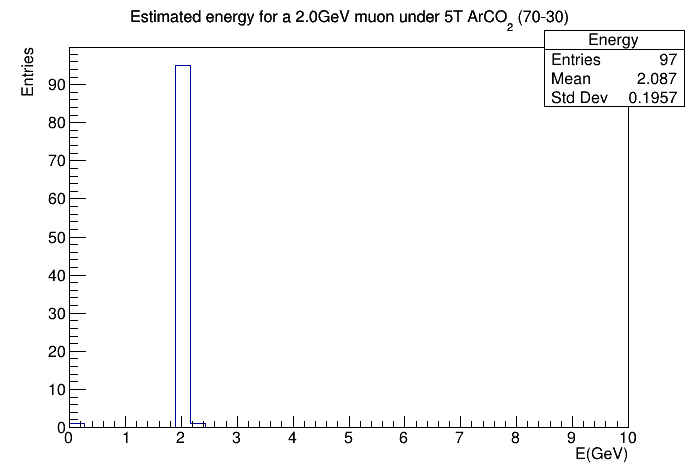 Estimated energy for a 2.0GeV muon under 5T ArCO2 (70-30)
Energy
Entries 97
Mean 2.087
Std Dev 0.1957
Entries
90
80
70
60
50
40
30
20
10
0
0 1 2 3 4 5 6 7 8 9 10
E(GeV)